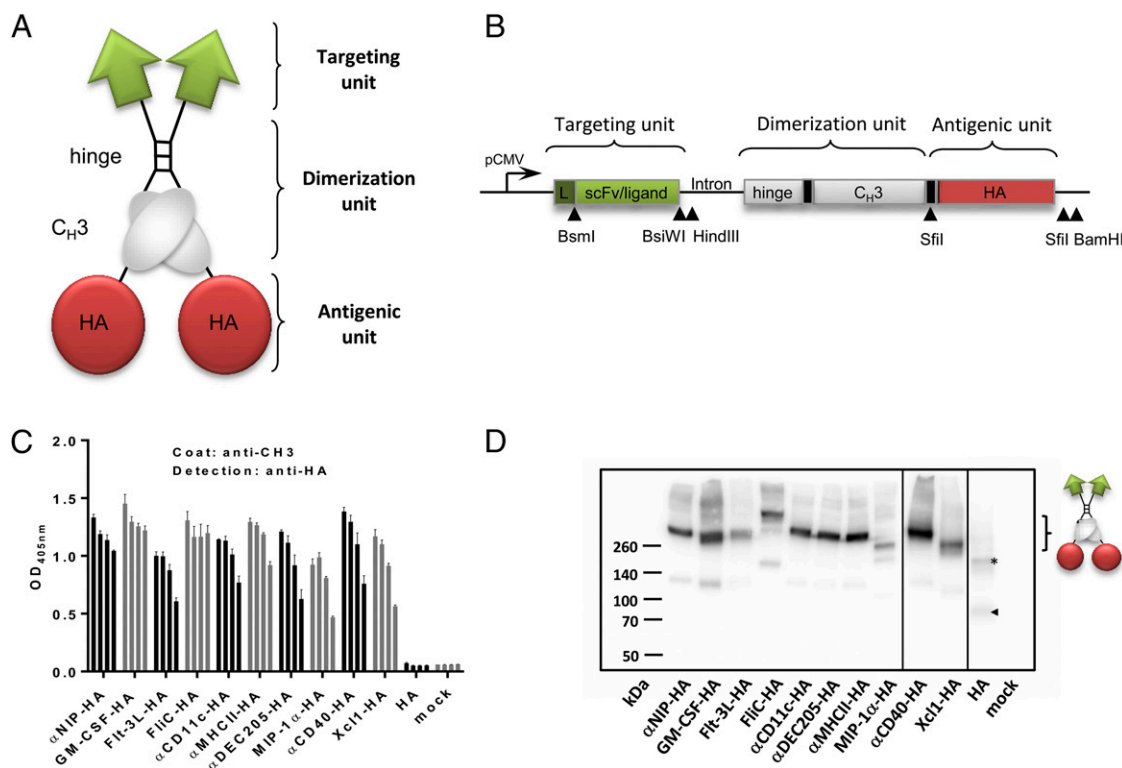 A
Targeting
unit
hinge
Dimerization
unit
CH3
HA
HA
Antigenic
unit
B
Targeting unit
Dimerization unit
Antigenic unit
pCMV
Intron
L
scFv/ligand
hinge
CH3
HA
BsmI
BsiWI
HindIII
SfiI
SfiI
BamHI
C
Coat: anti-CH3
Detection: anti-HA
OD405nm
2.0
1.5
1.0
0.5
0.0
αNIP-HA
GM-CSF-HA
Flt-3L-HA
FliC-HA
αCD11c-HA
αMHCII-HA
αDEC205-HA
MIP-1α-HA
αCD40-HA
Xcl1-HA
HA
mock
D
260
140
100
70
50
*
kDa
αNIP-HA
GM-CSF-HA
Flt-3L-HA
FliC-HA
αCD11c-HA
αDEC205-HA
αMHCII-HA
MIP-1α-HA
αCD40-HA
Xcl1-HA
HA
mock